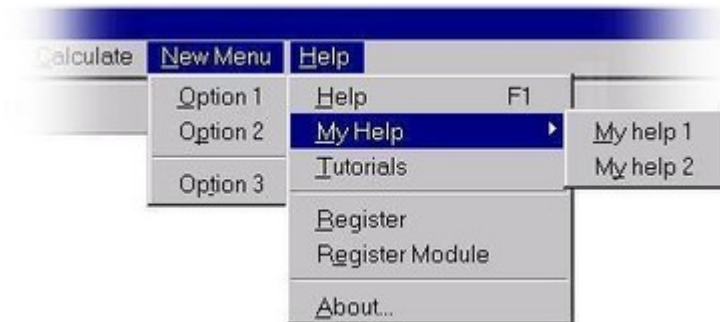 Calculate New Menu Help
Option 1
Option 2
Option 3
Help F1
My Help
Tutorials
Register
Register Module
About...
My help 1
My help 2